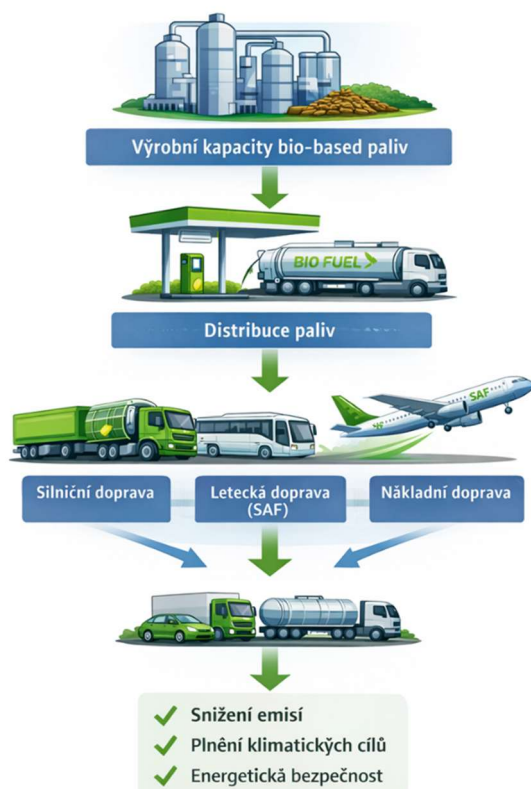 Výrobní kapacity bio-based paliv
BIO FUEL
Distribuce paliv
SAF
Silniční doprava
Letecká doprava
(SAF)
Nákladní doprava
Snížení emisí
Plnění klimatických cílů
Energetická bezpečnost